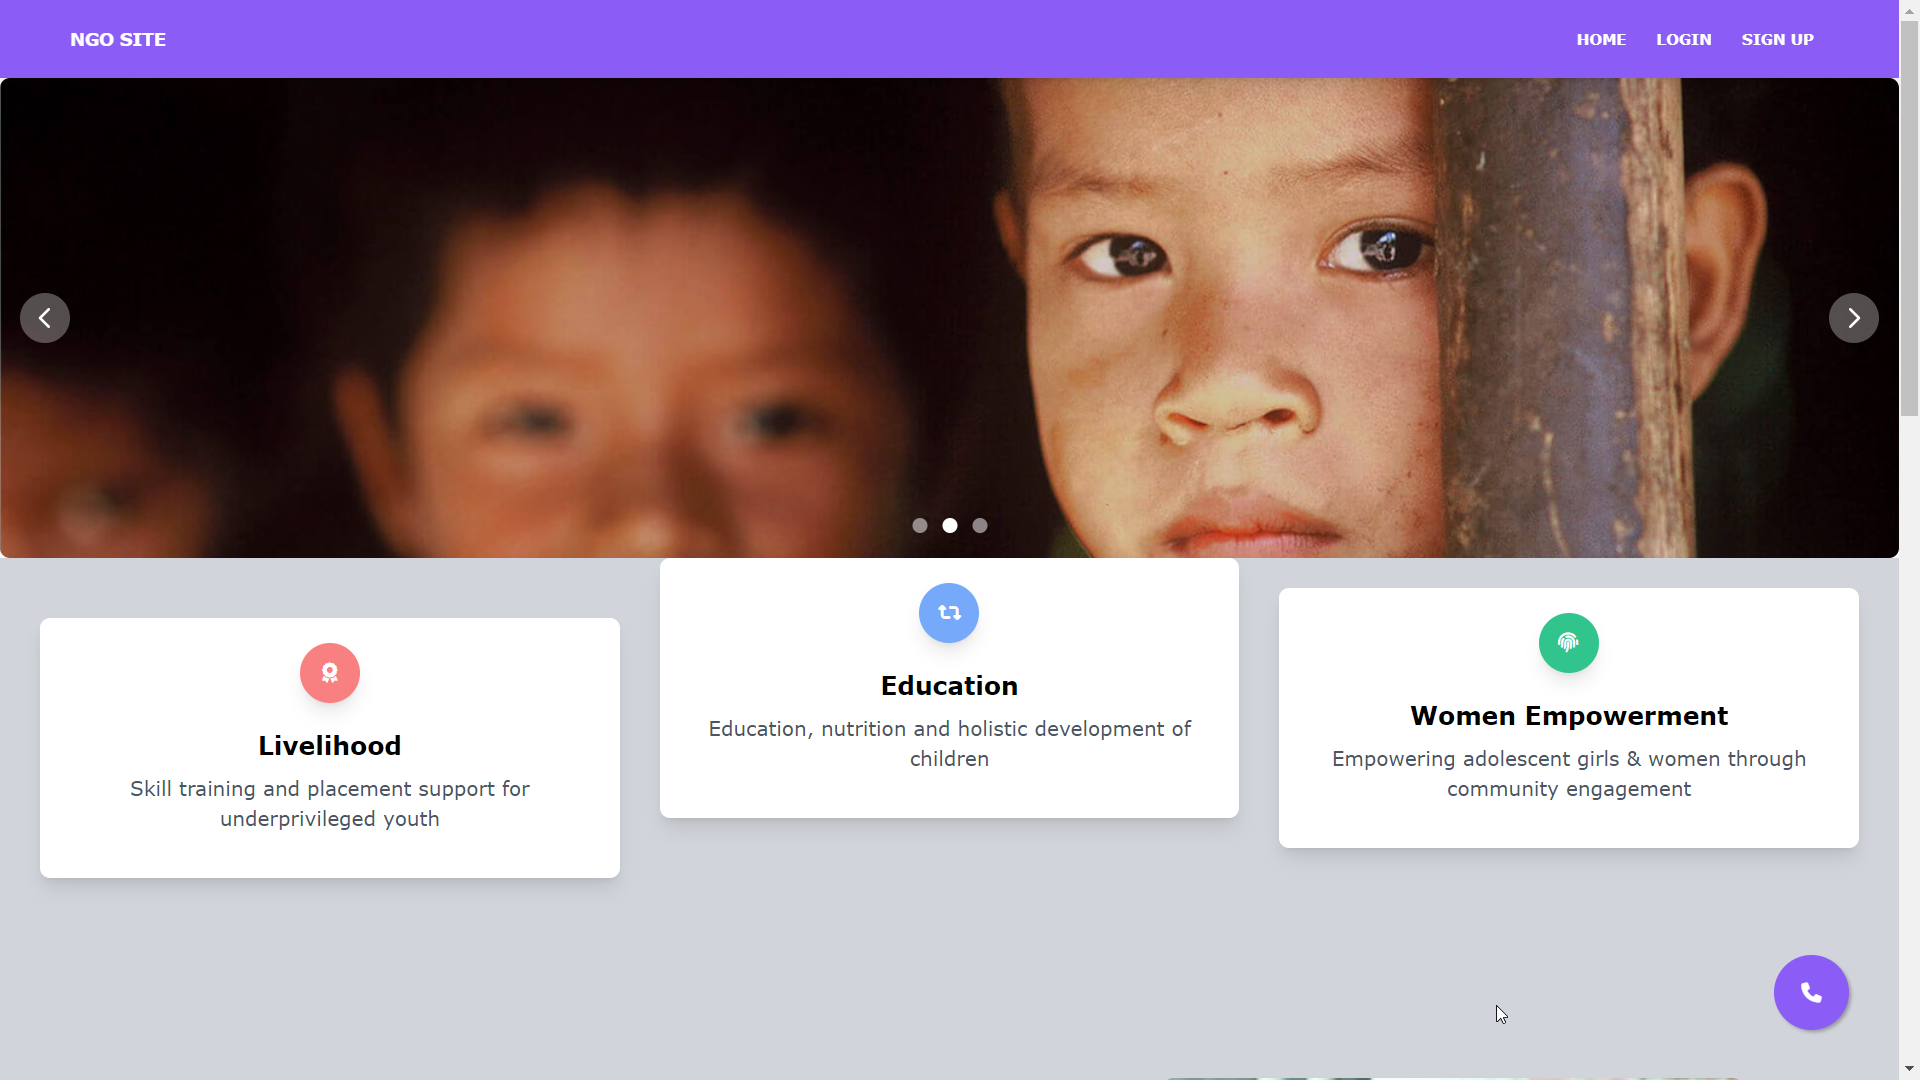 NGO SITE
HOME LOGIN SIGN UP
Livelihood
Skill training and placement support for
underprivileged youth
Education
Education, nutrition and holistic development of
children
Women Empowerment
Empowering adolescent girls & women through
community engagement